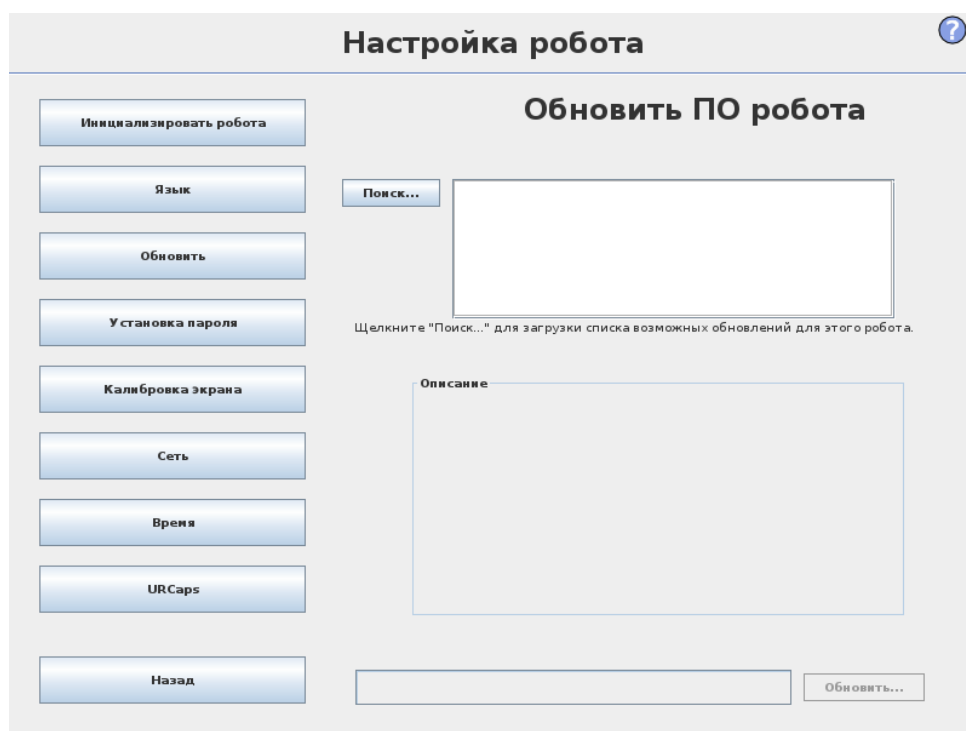 Настройка робота
?
Инициализировать робота
Язык
Обновить
Установка пароля
Калибровка экрана
Сеть
Время
URCaps
Назад
Обновить ПО робота
Поиск...
Щелкните "Поиск..." для загрузки списка возможных обновлений для этого робота.
Описание
Обновить...